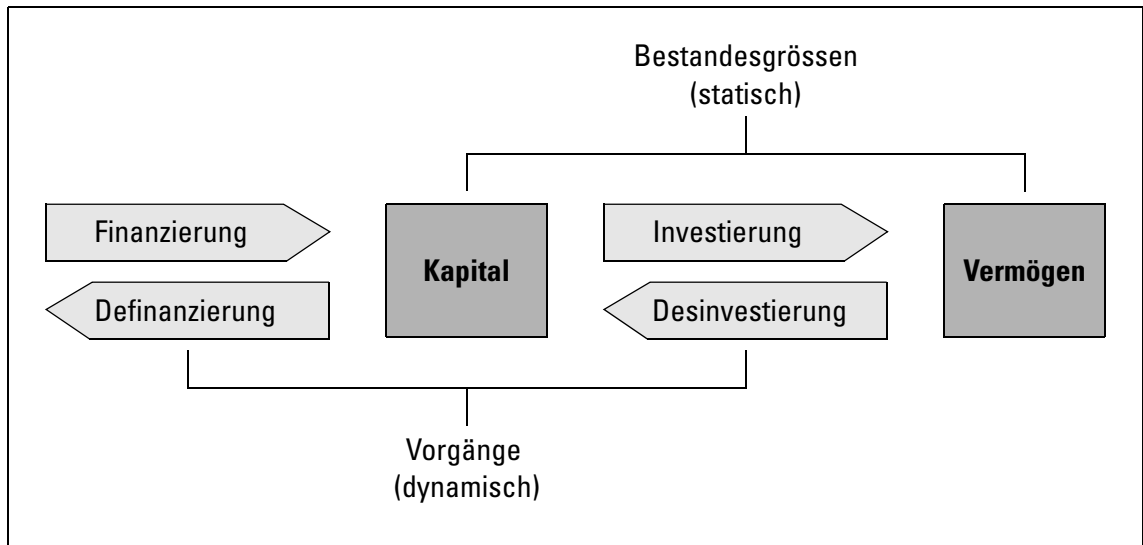 Bestandesgrössen
(statisch)
Finanzierung
Definanzierung
Kapital
Investierung
Desinvestierung
Vermögen
Vorgänge
(dynamisch)